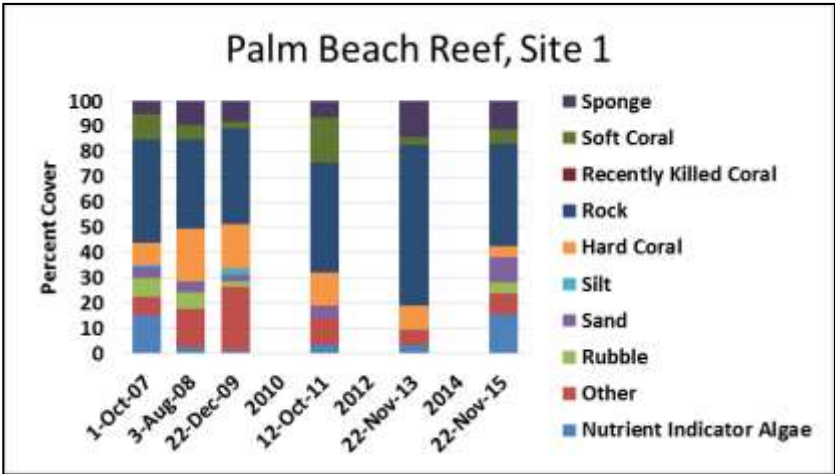 Palm Beach Reef, Site 1
Percent Cover
100
90
80
70
60
50
40
30
20
10
0
1-Oct-07
3-Aug-08
22-Dec-09
2010
12-Oct-11
2012
22-Nov-13
2014
22-Nov-15
Sponge
Soft Coral
Recently Killed Coral
Rock
Hard Coral
Silt
Sand
Rubble
Other
Nutrient Indicator Algae